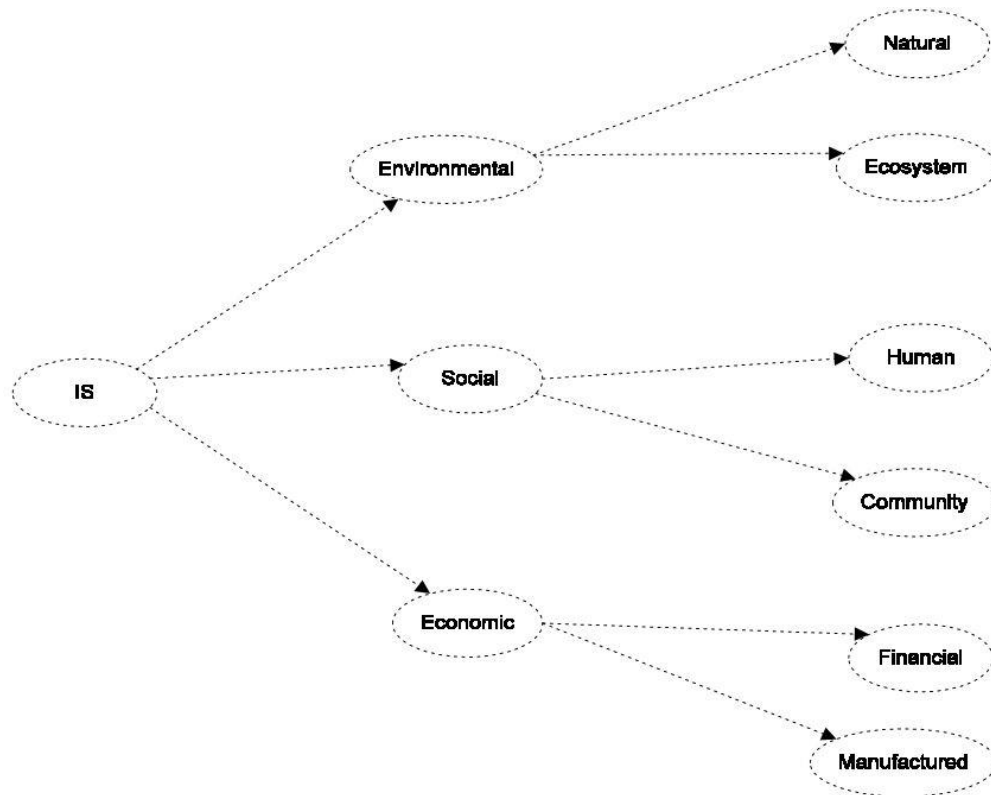 Natural
Environmental
Ecosystem
IS
Social
Human
Community
Economic
Financial
Manufactured